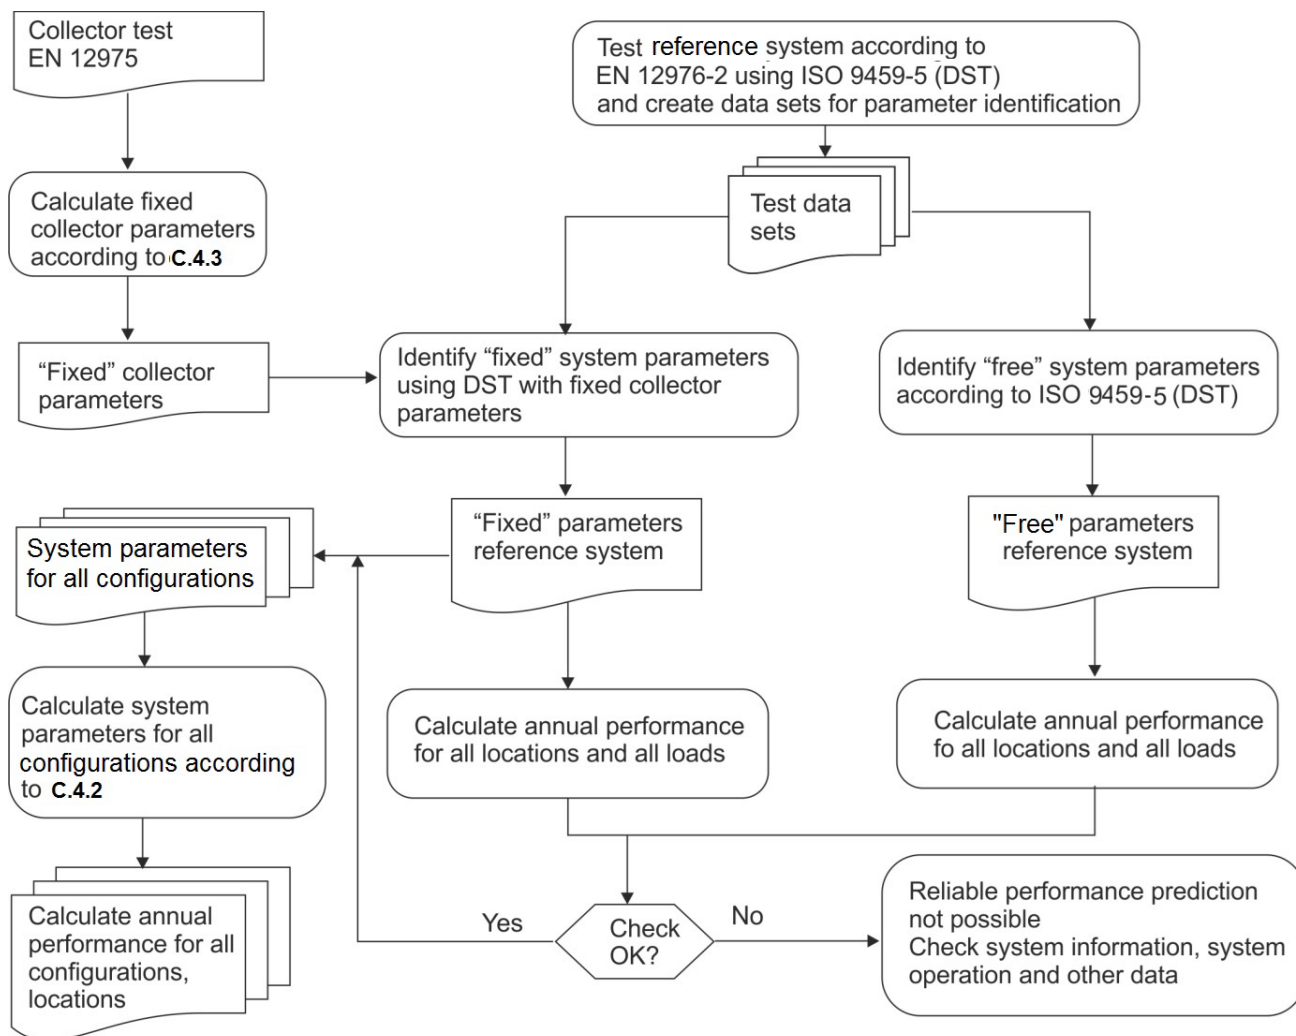 Collector test
EN 12975
Test reference system according to
EN 12976-2 using ISO 9459-5 (DST)
and create data sets for parameter identification
Calculate fixed
collector parameters
according to C.4.3
Test data
sets
"Fixed" collector
parameters
Identify "fixed" system parameters
using DST with fixed collector
parameters
Identify "free" system parameters
according to ISO 9459-5 (DST)
System parameters
for all configurations
"Fixed" parameters
reference system
"Free" parameters
reference system
Calculate system
parameters for all
configurations according
to C.4.2
Calculate annual performance
for all locations and all loads
Calculate annual performance
fo all locations and all loads
Calculate annual
performance for all
configurations,
locations
Yes
Check
OK?
No
Reliable performance prediction
not possible
Check system information, system
operation and other data